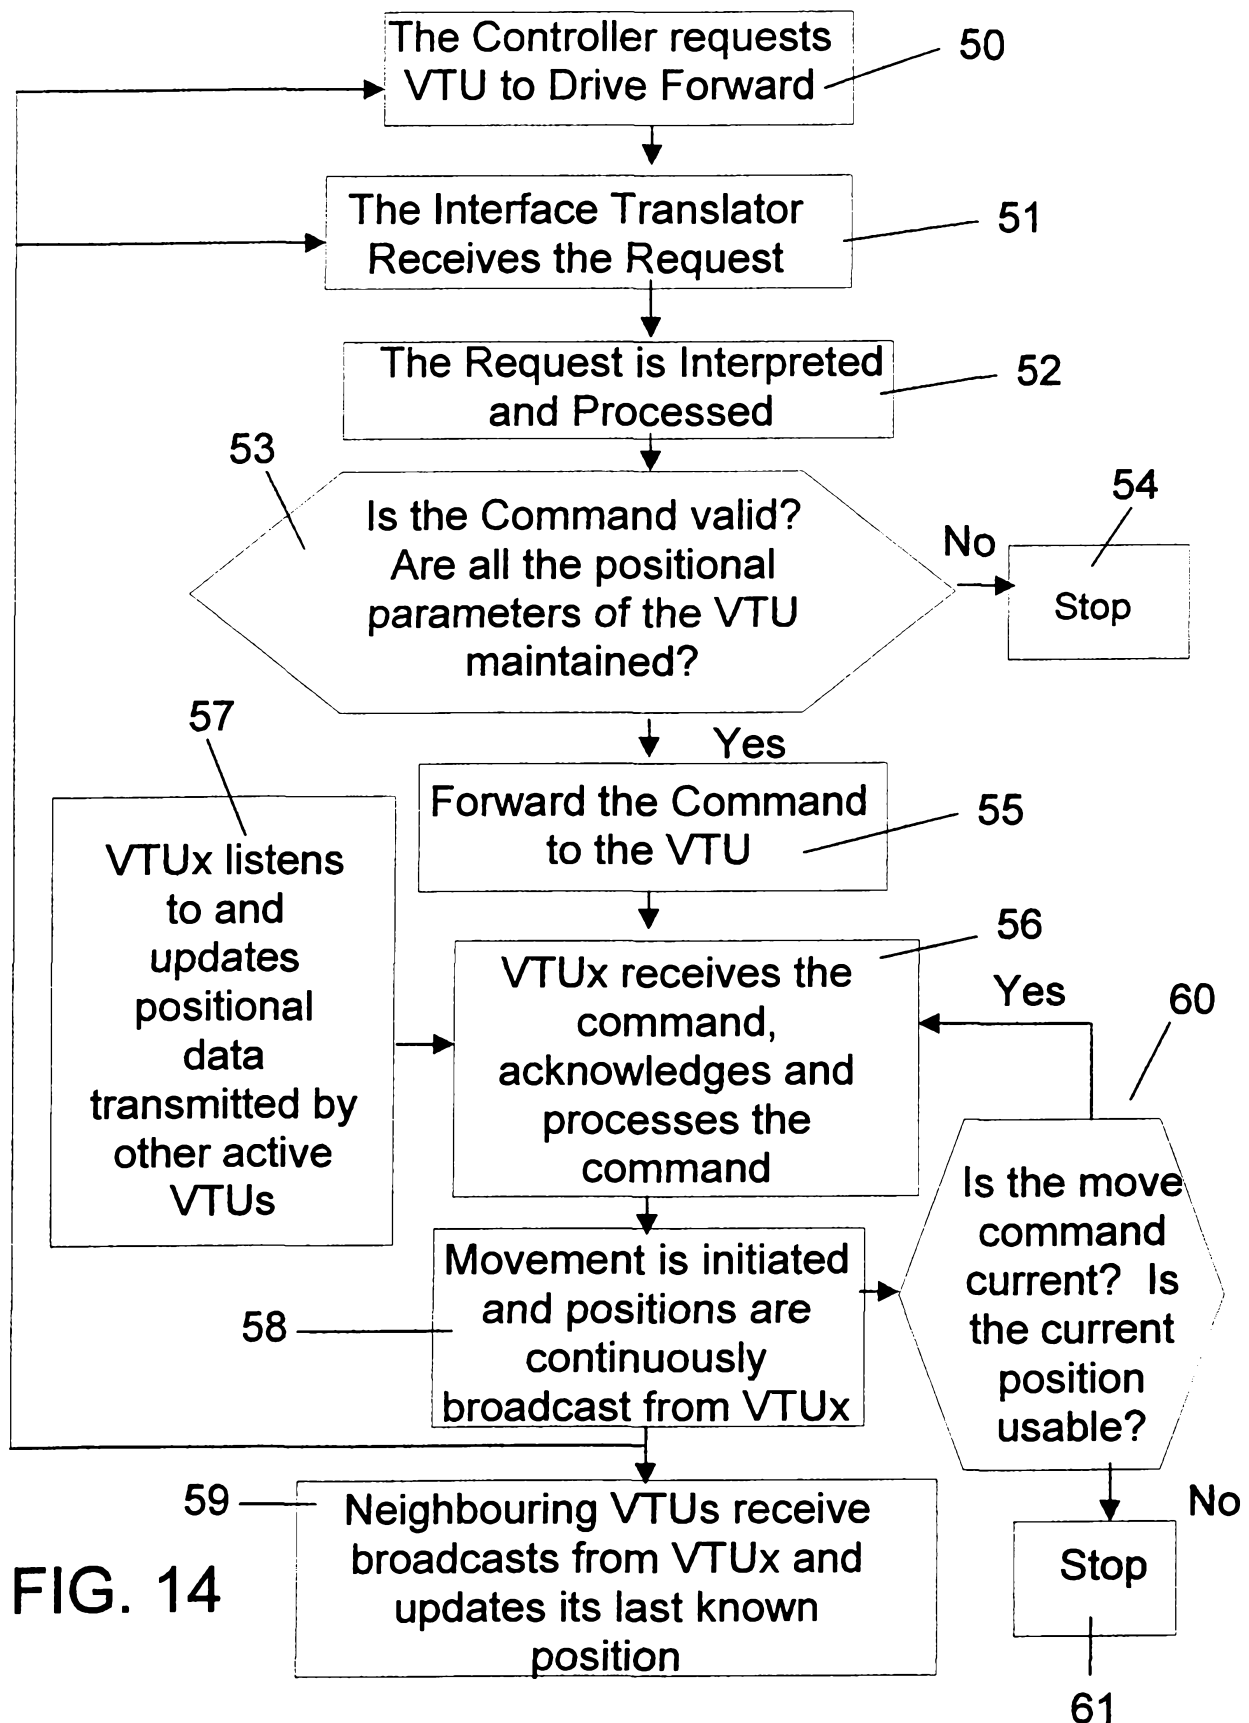 The Controller requests
VTU to Drive Forward
50
The Interface Translator
Receives the Request
51
The Request is Interpreted
and Processed
52
53
Is the Command valid?
Are all the positional
parameters of the VTU
maintained?
No
54
Stop
Yes
57
Forward the Command
to the VTU
55
VTUx listens
to and
updates
positional
data
transmitted by
other active
VTUs
56
VTUx receives the
command,
acknowledges and
processes the
command
Yes
60
Is the move
command
current? Is
the current
position
usable?
58
Movement is initiated
and positions are
continuously
broadcast from VTUx
59
Neighbouring VTUs receive
broadcasts from VTUx and
updates its last known
position
No
Stop
61
FIG. 14